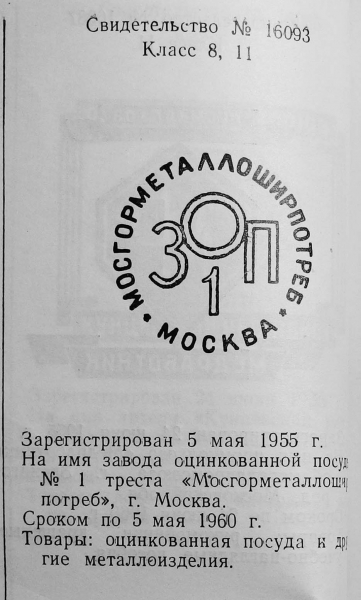 Свидетельство № 16093
Класс 8, 11
МОСГОРМЕТАЛЛОШИРПОТРЕБ
ЗОП
1
* МОСКВА *
Зарегистрирован 5 мая 1955 г.
На имя завода оцинкованной посуд
№ 1 треста «Мосгорметаллоши
потреб», г. Москва.
Сроком по 5 мая 1960 г.
Товары: оцинкованная посуда и др
гие металлоизделия.